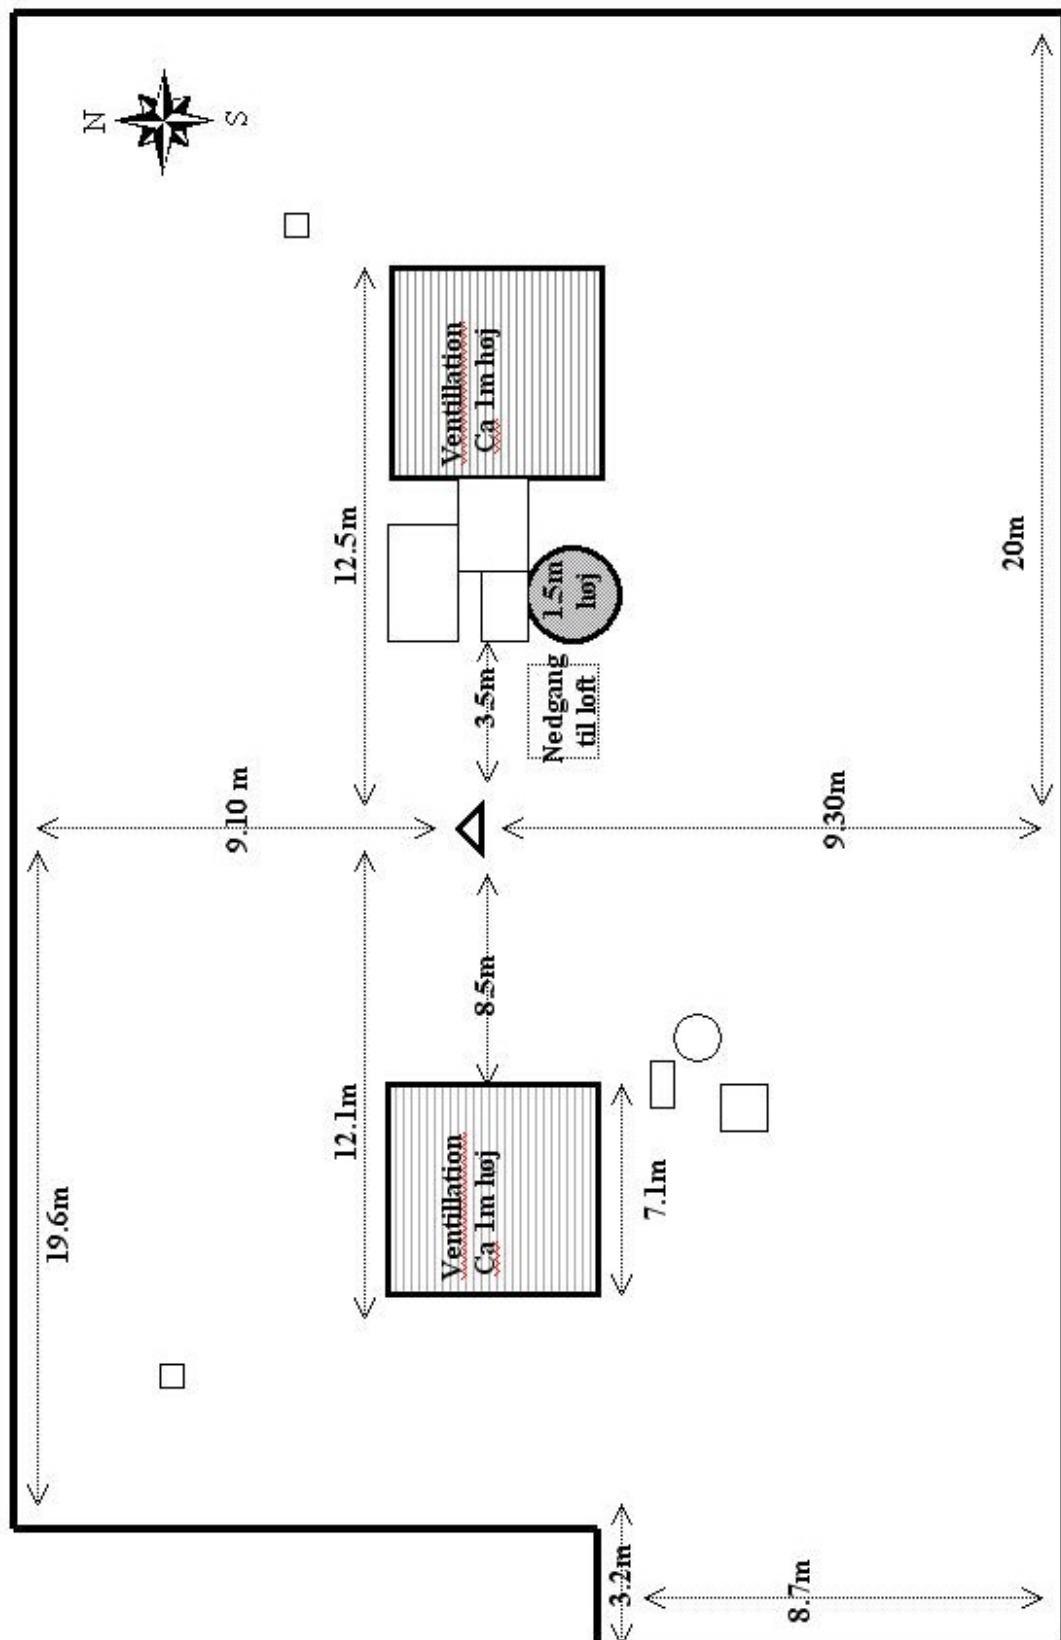 N
S
Ventillation
Ca 1m høj
12.5m
20m
1.5m
høj
3.5m
Nedgang
til loft
9.10 m
9.30m
8.5m
12.1m
Ventillation
Ca 1m høj
7.1m
19.6m
3.2m
8.7m